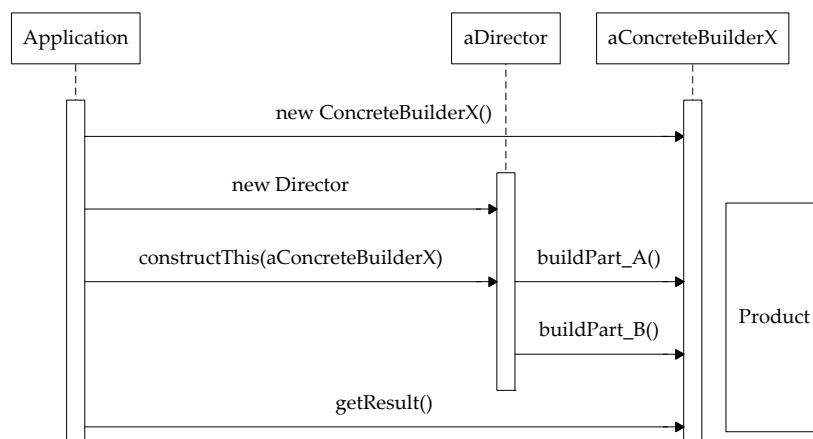 Application
aDirector
aConcreteBuilderX
new ConcreteBuilderX()
new Director
constructThis(aConcreteBuilderX)
buildPart_A()
Product
buildPart_B()
getResult()